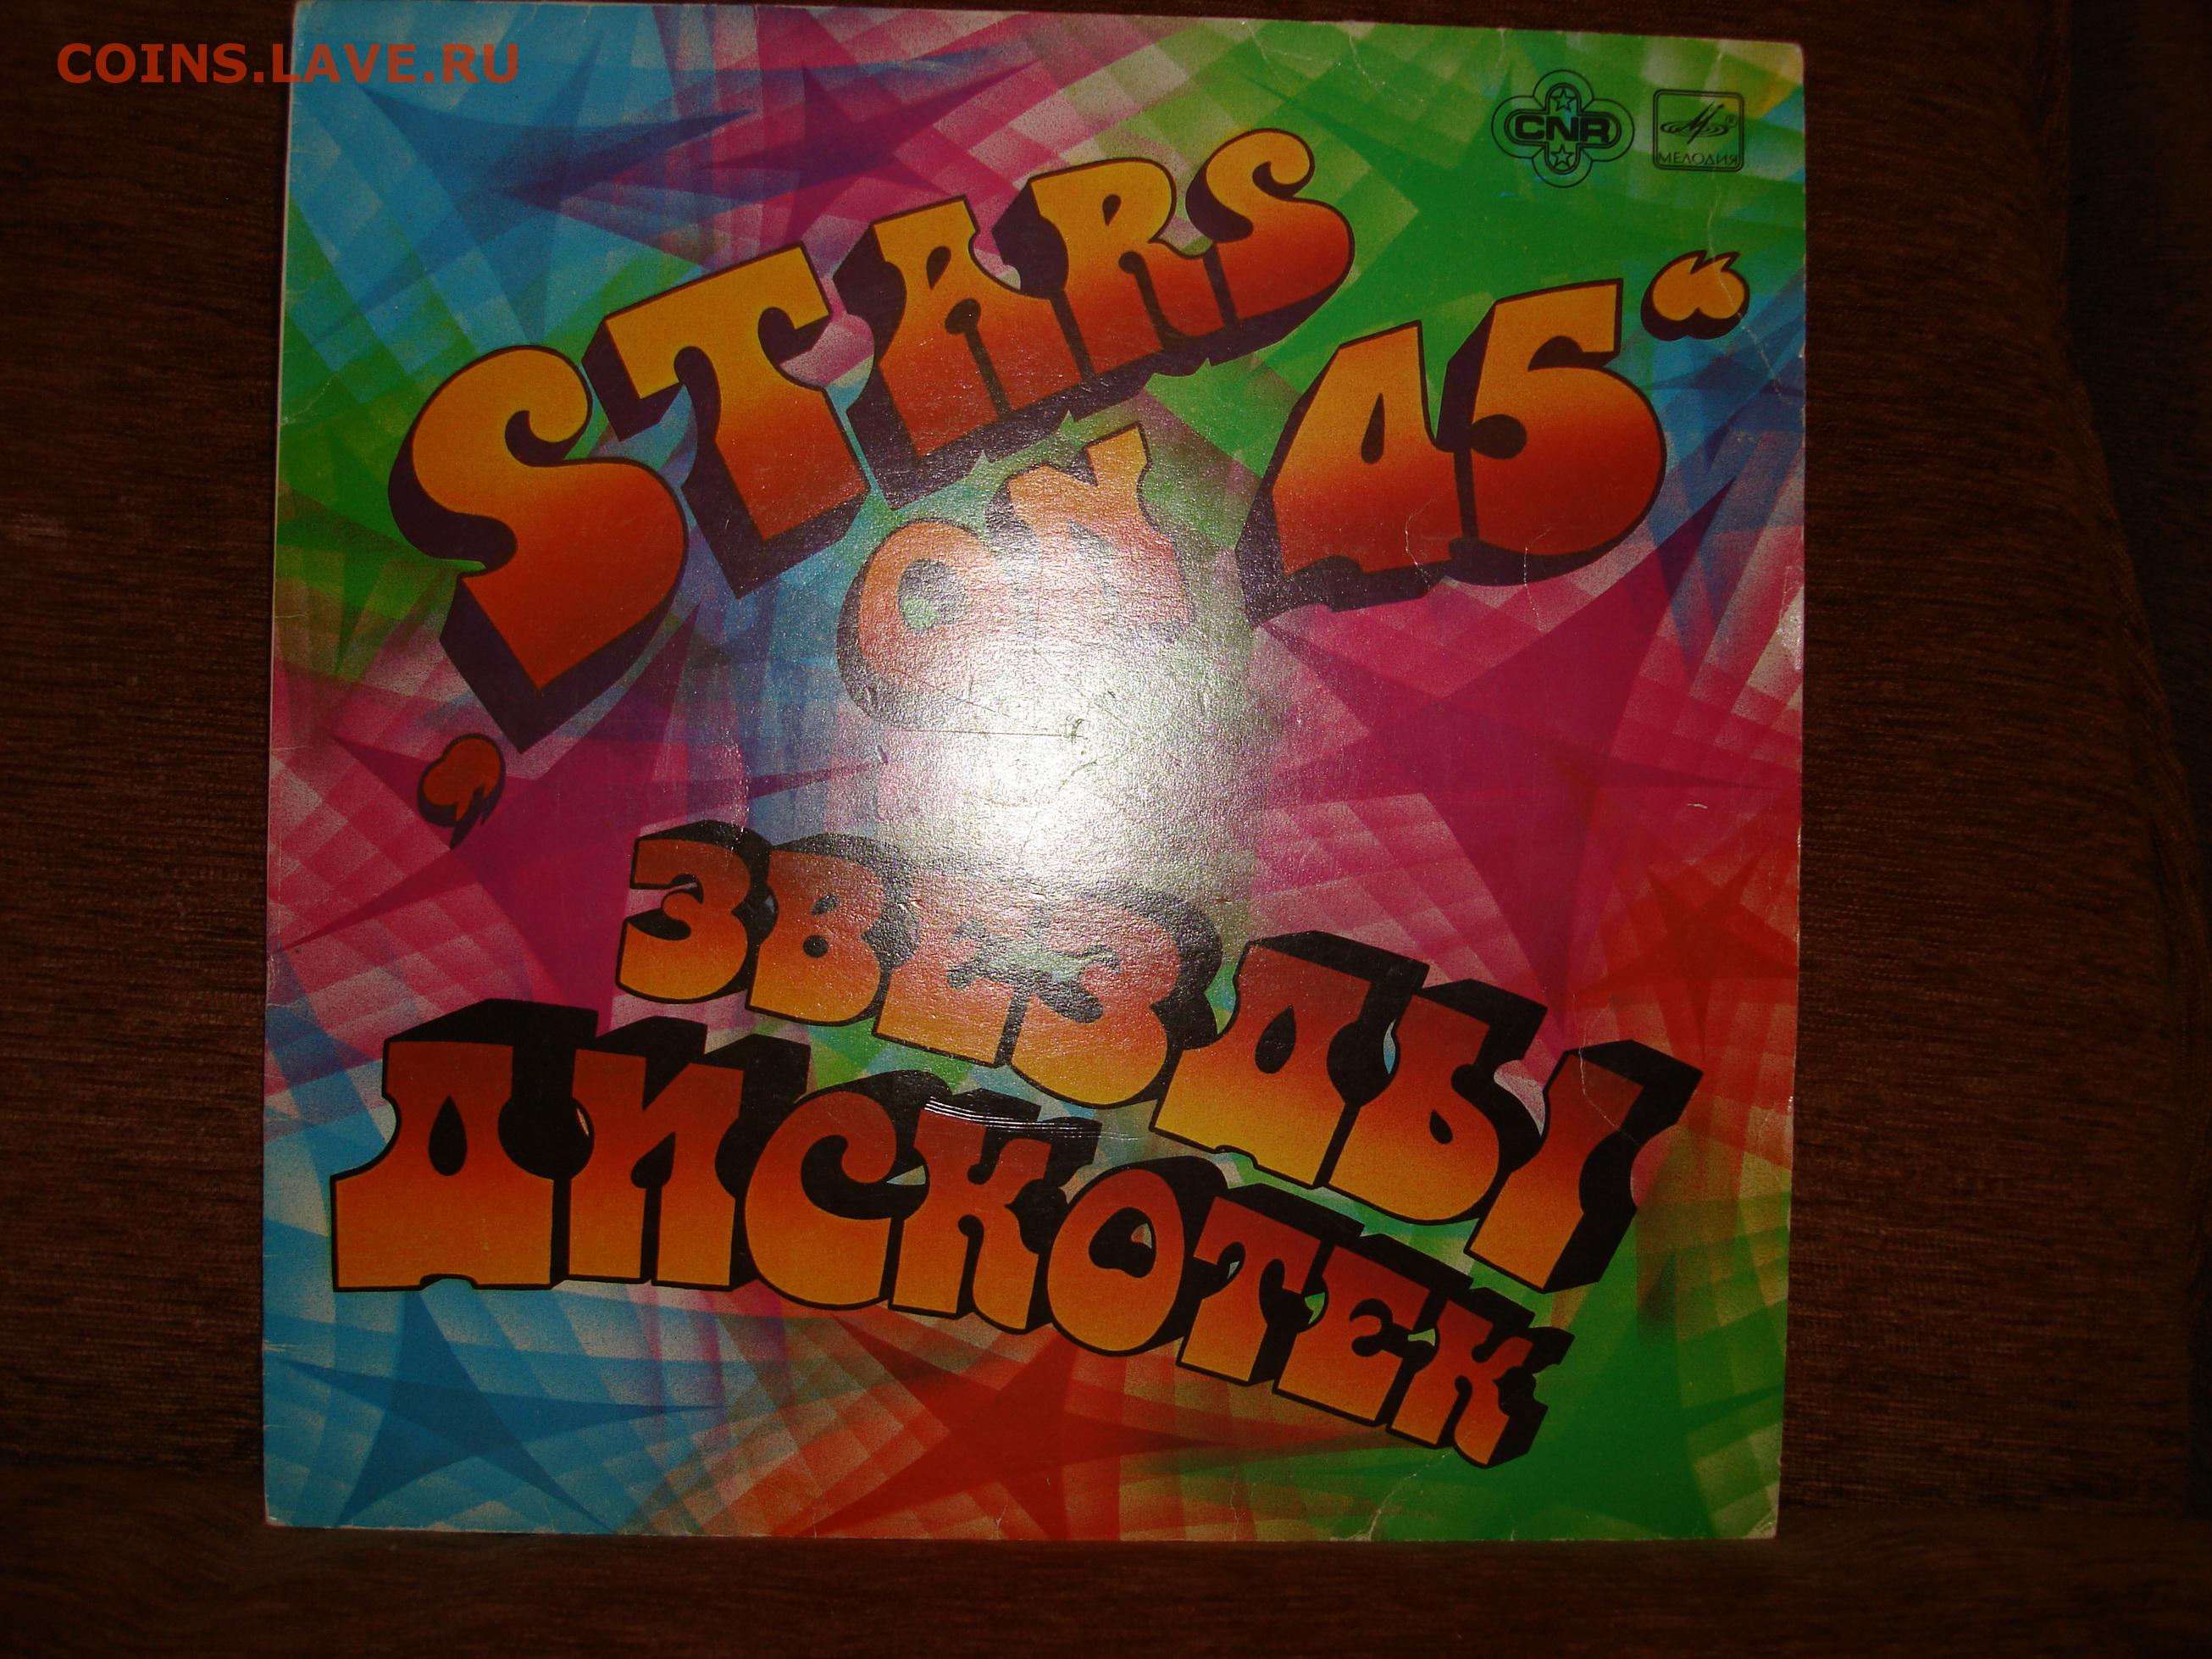 COINS.LAVE.RU
CNR
МЕЛОДИЯ
„STARS ON 45“
ЗВЕЗДЫ
ДИСКОТЕК